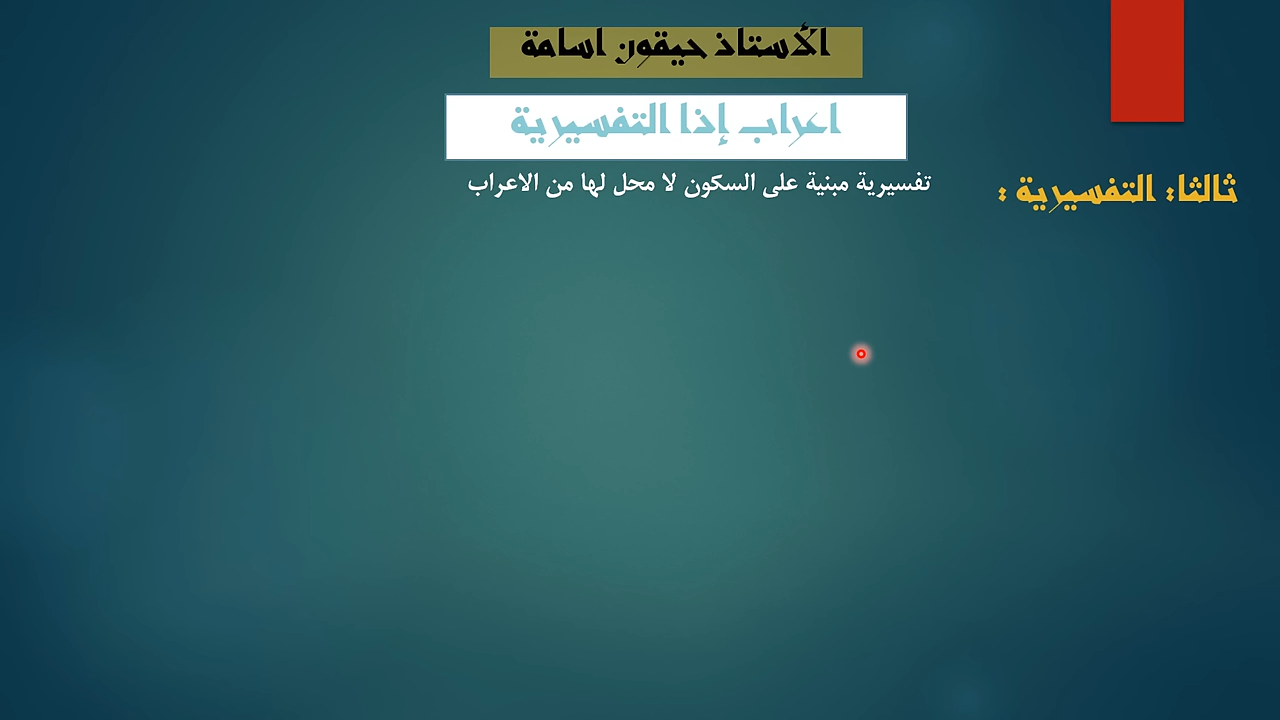 الأستاذ حيقون اسامة
اعراب إذا التفسيرية
ثالثا: التفسيرية :
تفسيرية مبنية على السكون لا محل لها من الاعراب